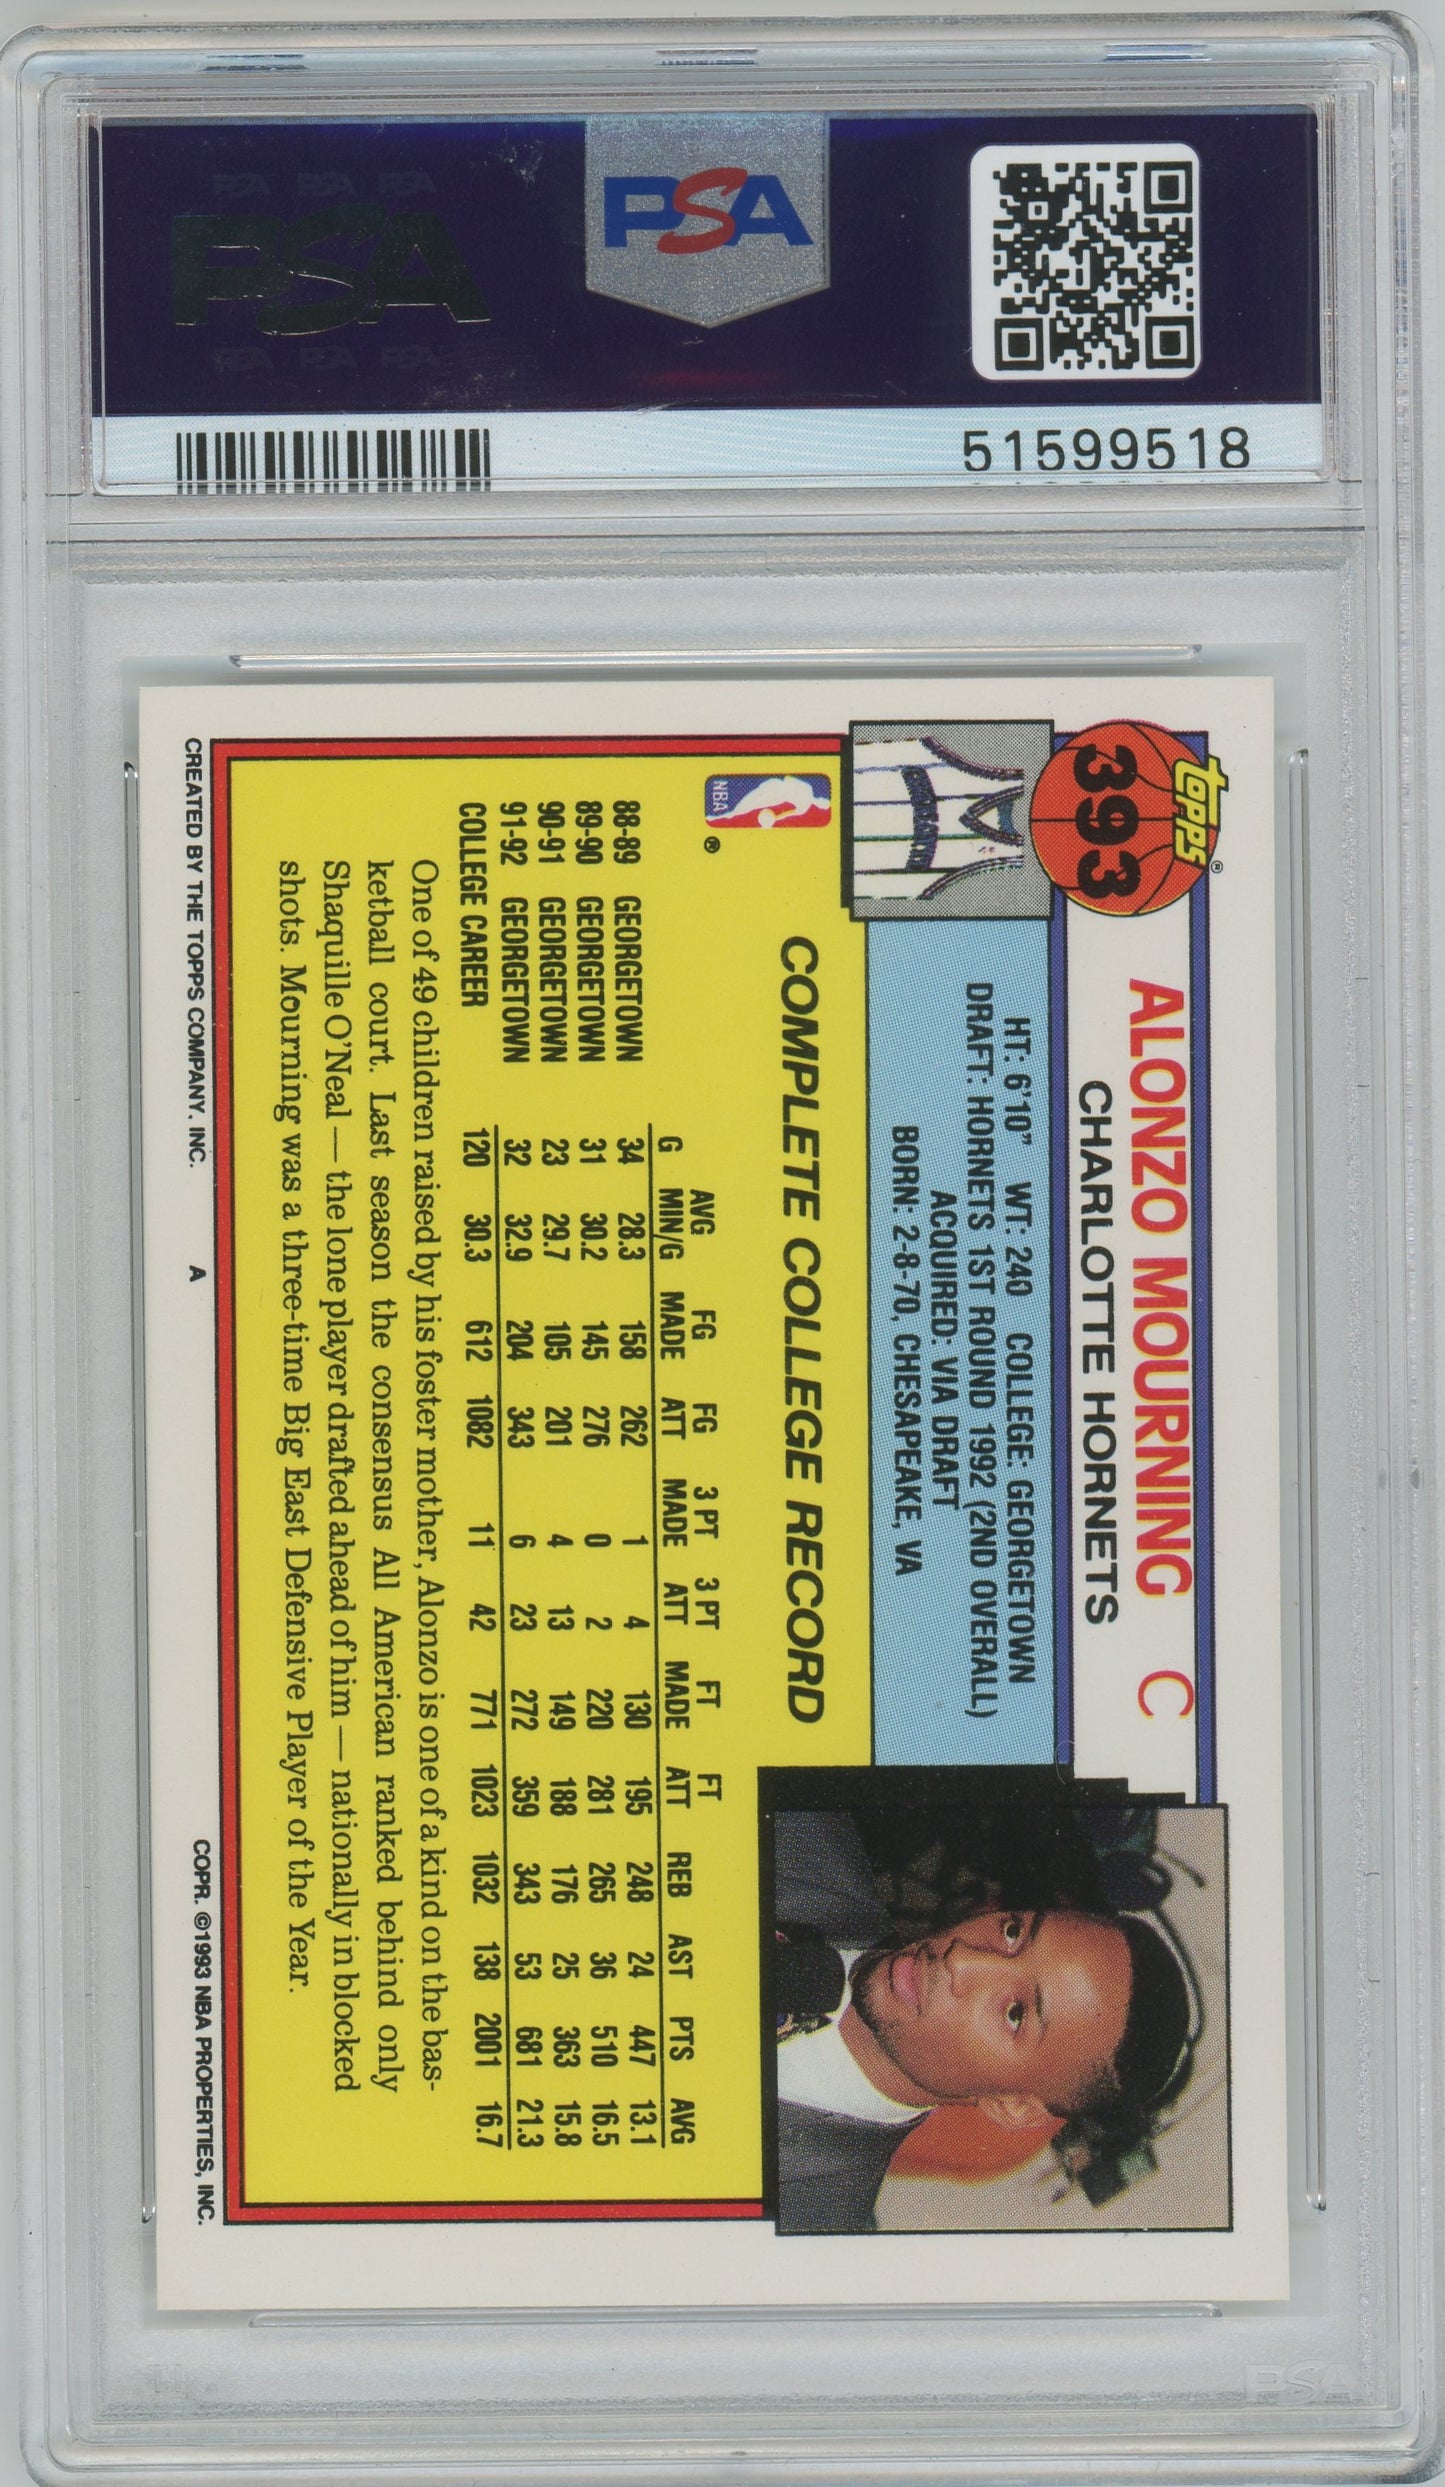 PSA PSA PSA
PSA
PSA PSA PSA
PSA
51599518
topps®
393
ALONZO MOURNING C
CHARLOTTE HORNETS
HT: 6'10" WT: 240 COLLEGE: GEORGETOWN
DRAFT: HORNETS 1ST ROUND 1992 (2ND OVERALL)
ACQUIRED: VIA DRAFT
BORN: 2-8-70, CHESAPEAKE, VA
NBA ®
COMPLETE COLLEGE RECORD
AVG FG FG 3 PT 3 PT FT FT
G MIN/G MADE ATT MADE ATT MADE ATT REB AST PTS AVG
88-89 GEORGETOWN 34 28.3 158 262 1 4 130 195 248 24 447 13.1
89-90 GEORGETOWN 31 30.2 145 276 0 2 220 281 265 36 510 16.5
90-91 GEORGETOWN 23 29.7 105 201 4 13 149 188 176 25 363 15.8
91-92 GEORGETOWN 32 32.9 204 343 6 23 272 359 343 53 681 21.3
COLLEGE CAREER 120 30.3 612 1082 11 42 771 1023 1032 138 2001 16.7
One of 49 children raised by his foster mother, Alonzo is one of a kind on the bas-
ketball court. Last season the consensus All American ranked behind only
Shaquille O'Neal — the lone player drafted ahead of him — nationally in blocked
shots. Mourning was a three-time Big East Defensive Player of the Year.
CREATED BY THE TOPPS COMPANY, INC. A COPR. ©1993 NBA PROPERTIES, INC.
PSA